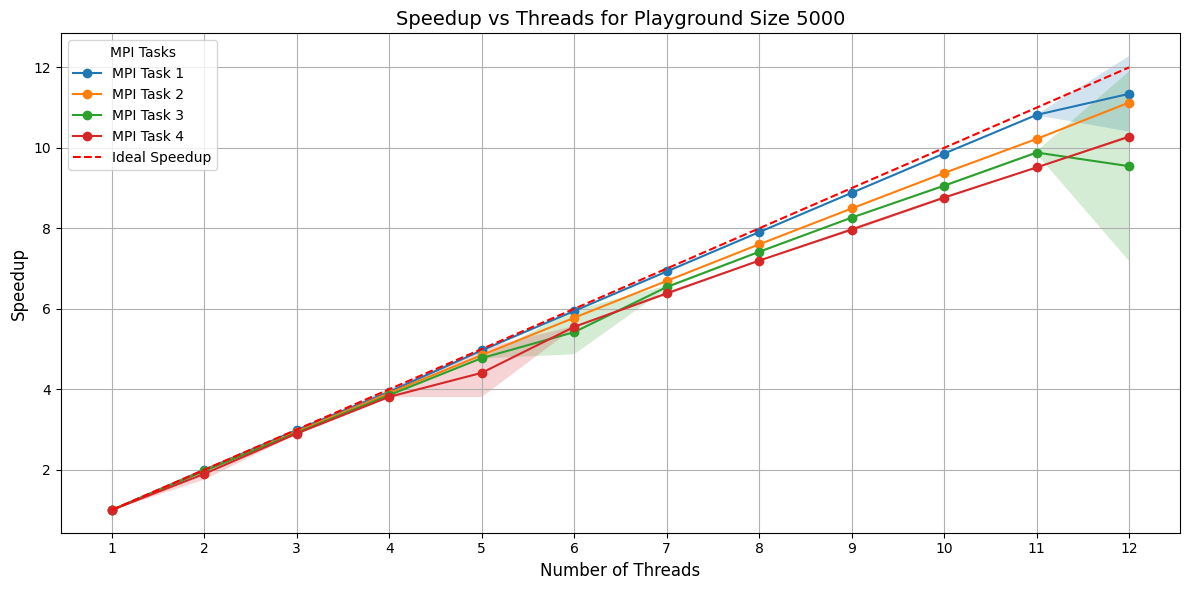 Speedup vs Threads for Playground Size 5000
MPI Tasks
MPI Task 1
MPI Task 2
MPI Task 3
MPI Task 4
Ideal Speedup
12
10
8
6
4
2
Speedup
1 2 3 4 5 6 7 8 9 10 11 12
Number of Threads